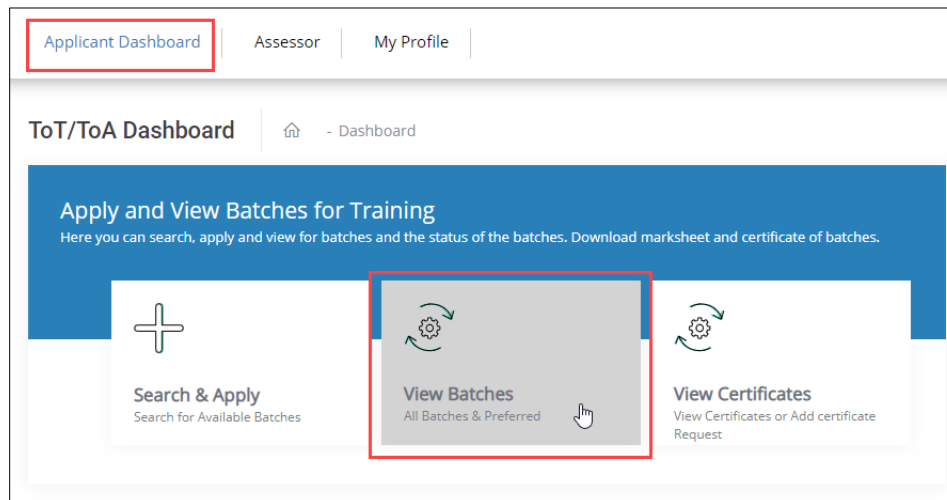 Applicant Dashboard Assessor My Profile
ToT/ToA Dashboard - Dashboard
Apply and View Batches for Training
Here you can search, apply and view for batches and the status of the batches. Download marksheet and certificate of batches.
Search & Apply
Search for Available Batches
View Batches
All Batches & Preferred
View Certificates
View Certificates or Add certificate
Request